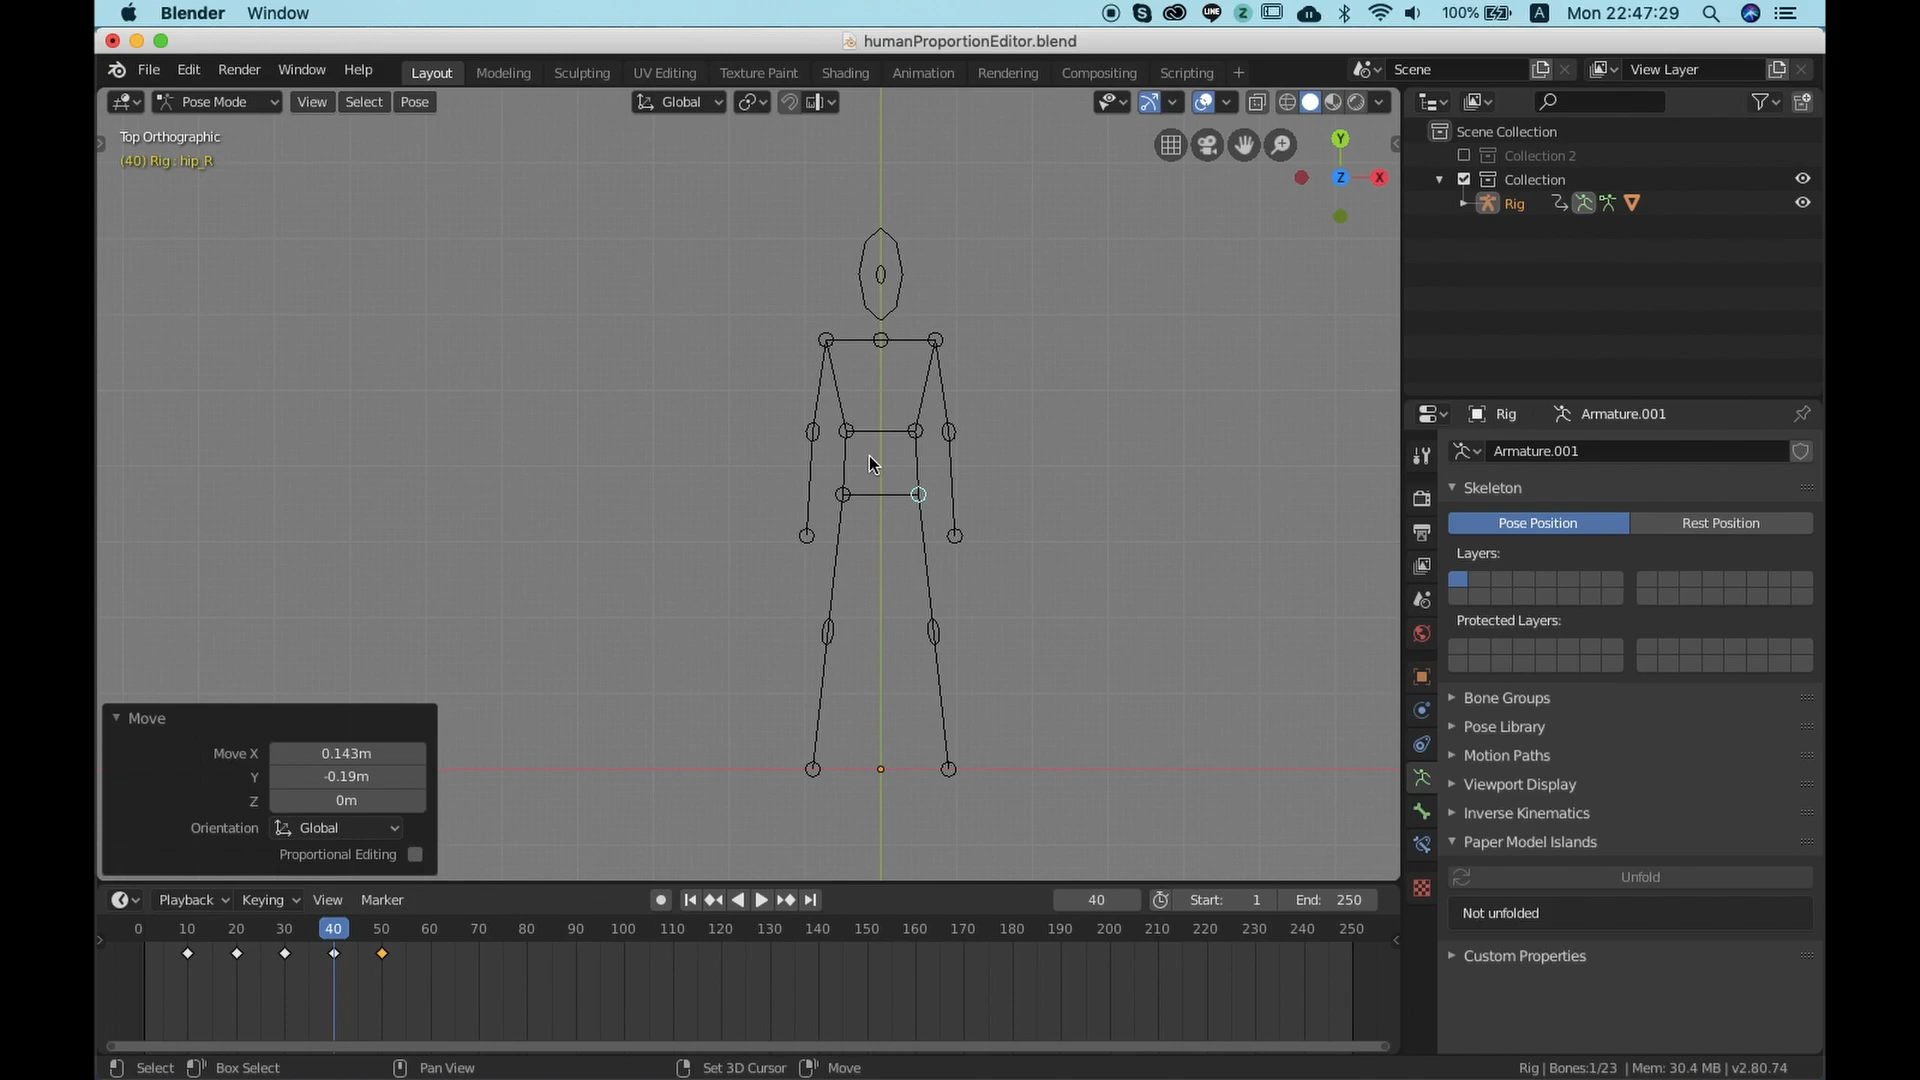 Blender Window LINE Z 100% A Mon 22:47:29
humanProportionEditor.blend
File Edit Render Window Help Layout Modeling Sculpting UV Editing Texture Paint Shading Animation Rendering Compositing Scripting + Scene View Layer
Pose Mode View Select Pose Global
Top Orthographic
(40) Rig : hip_R
Y
Z X
Scene Collection
Collection 2
Collection
Rig
Rig Armature.001
Armature.001
Skeleton
Pose Position Rest Position
Layers:
Protected Layers:
Bone Groups
Pose Library
Motion Paths
Viewport Display
Inverse Kinematics
Paper Model Islands
Unfold
Not unfolded
Custom Properties
Move
Move X 0.143m
Y -0.19m
Z 0m
Orientation Global
Proportional Editing
Playback Keying View Marker 40 Start: 1 End: 250
0 10 20 30 40 50 60 70 80 90 100 110 120 130 140 150 160 170 180 190 200 210 220 230 240 250
Select Box Select Pan View Set 3D Cursor Move Rig | Bones:1/23 | Mem: 30.4 MB | v2.80.74